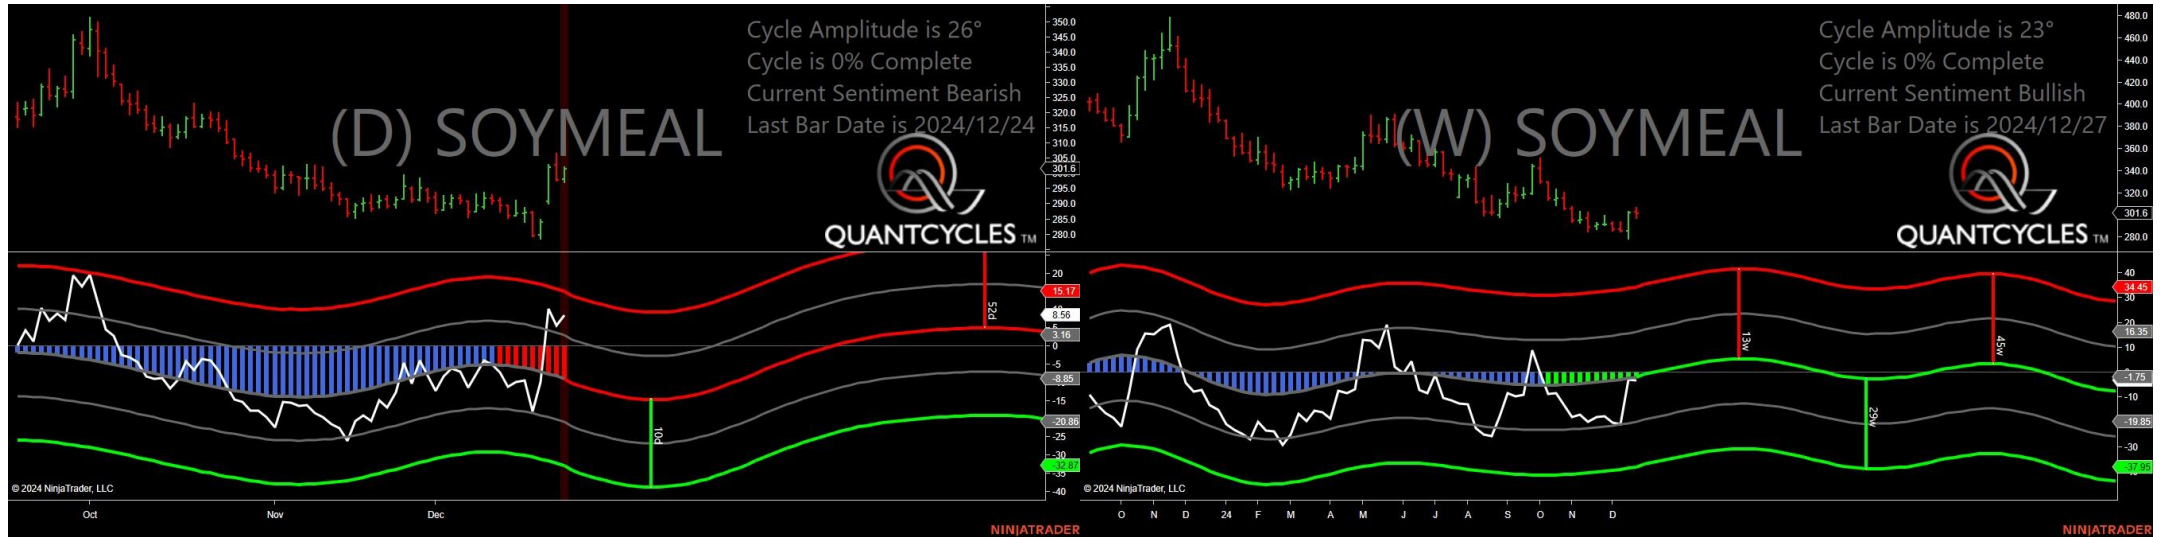 Cycle Amplitude is 26°
Cycle is 0% Complete
Current Sentiment Bearish
Last Bar Date is 2024/12/24
(D) SOYMEAL
QUANTCYCLES TM
350.0
345.0
340.0
335.0
330.0
325.0
320.0
315.0
310.0
305.0
301.6
295.0
290.0
285.0
280.0
20
15.17
8.56
3.16
0
-5
-8.85
-15
-20.86
-25
-30
-32.87
-40
52d
10d
© 2024 NinjaTrader, LLC
Oct Nov Dec
NINJATRADER
Cycle Amplitude is 23°
Cycle is 0% Complete
Current Sentiment Bullish
Last Bar Date is 2024/12/27
(W) SOYMEAL
QUANTCYCLES TM
480.0
460.0
440.0
420.0
400.0
380.0
360.0
340.0
320.0
301.6
280.0
40
34.45
30
20
16.35
10
-1.75
-10
-19.85
-30
-37.95
13w
45w
29w
© 2024 NinjaTrader, LLC
O N D 24 F M A M J J A S O N D
NINJATRADER